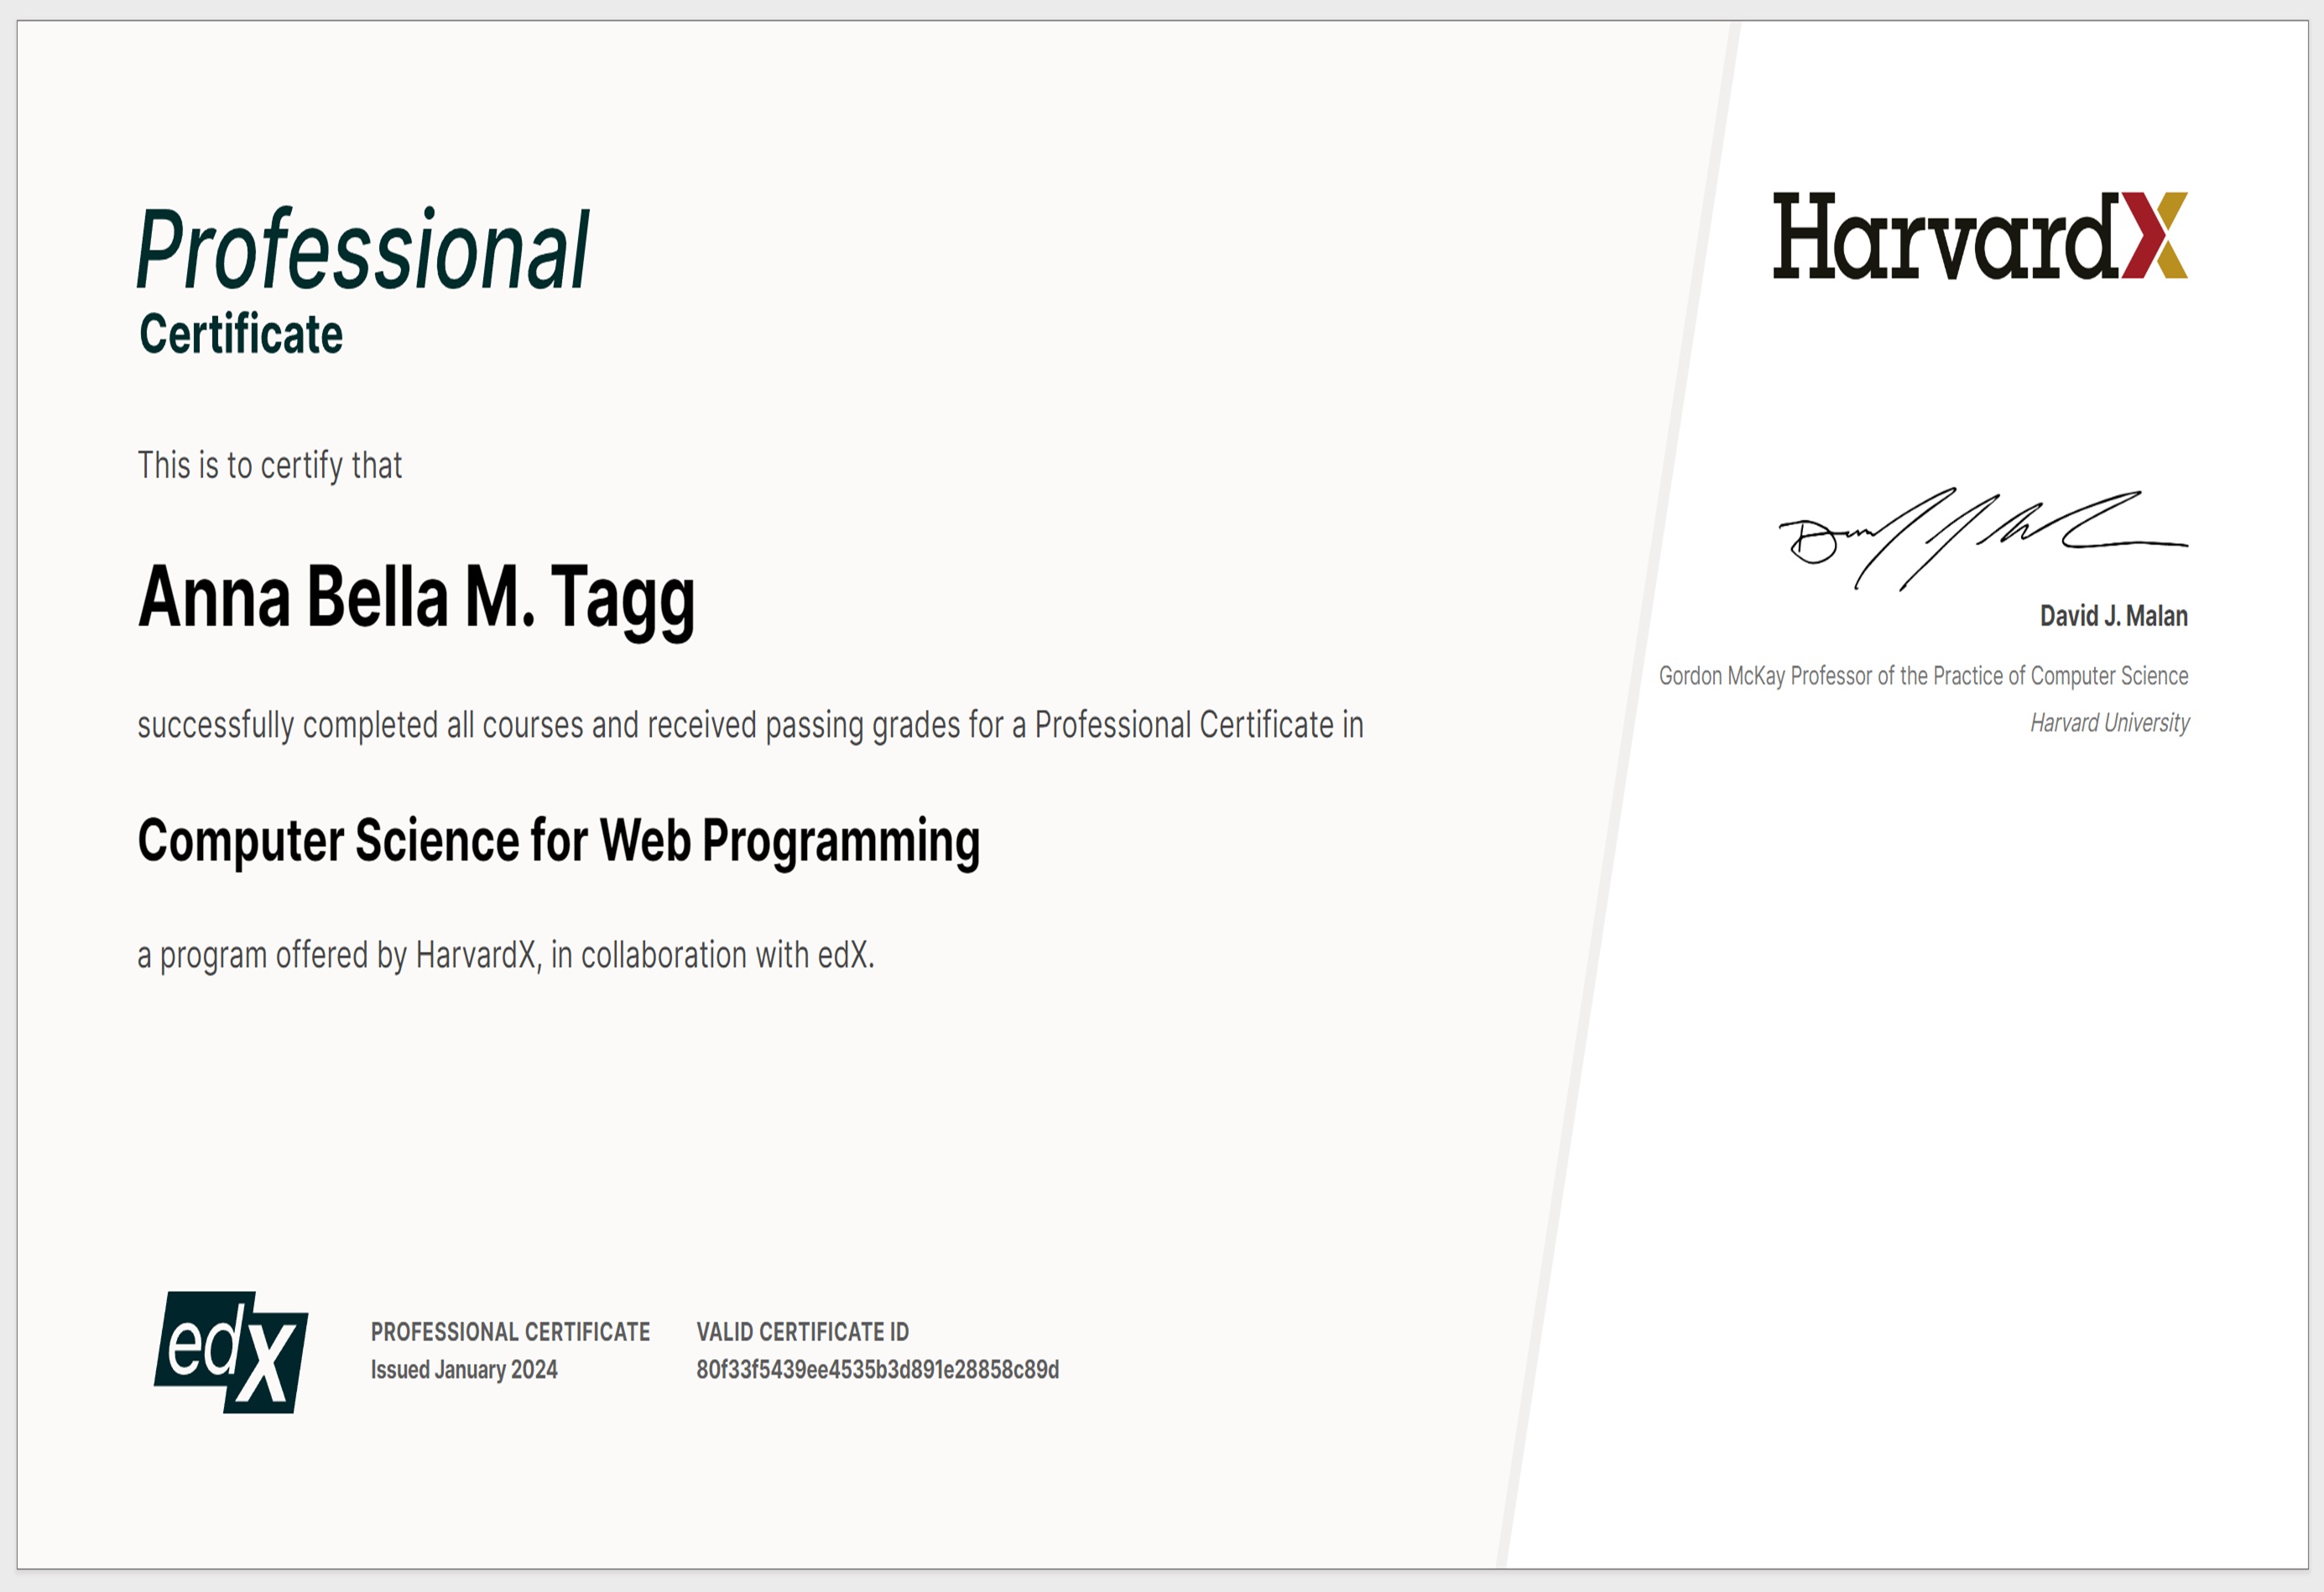 Professional
Certificate
This is to certify that
Anna Bella M. Tagg
successfully completed all courses and received passing grades for a Professional Certificate in
Computer Science for Web Programming
a program offered by HarvardX, in collaboration with edX.
edX
PROFESSIONAL CERTIFICATE
Issued January 2024
VALID CERTIFICATE ID
80f33f5439ee4535b3d891e28858c89d
HarvardX
David J. Malan
Gordon McKay Professor of the Practice of Computer Science
Harvard University